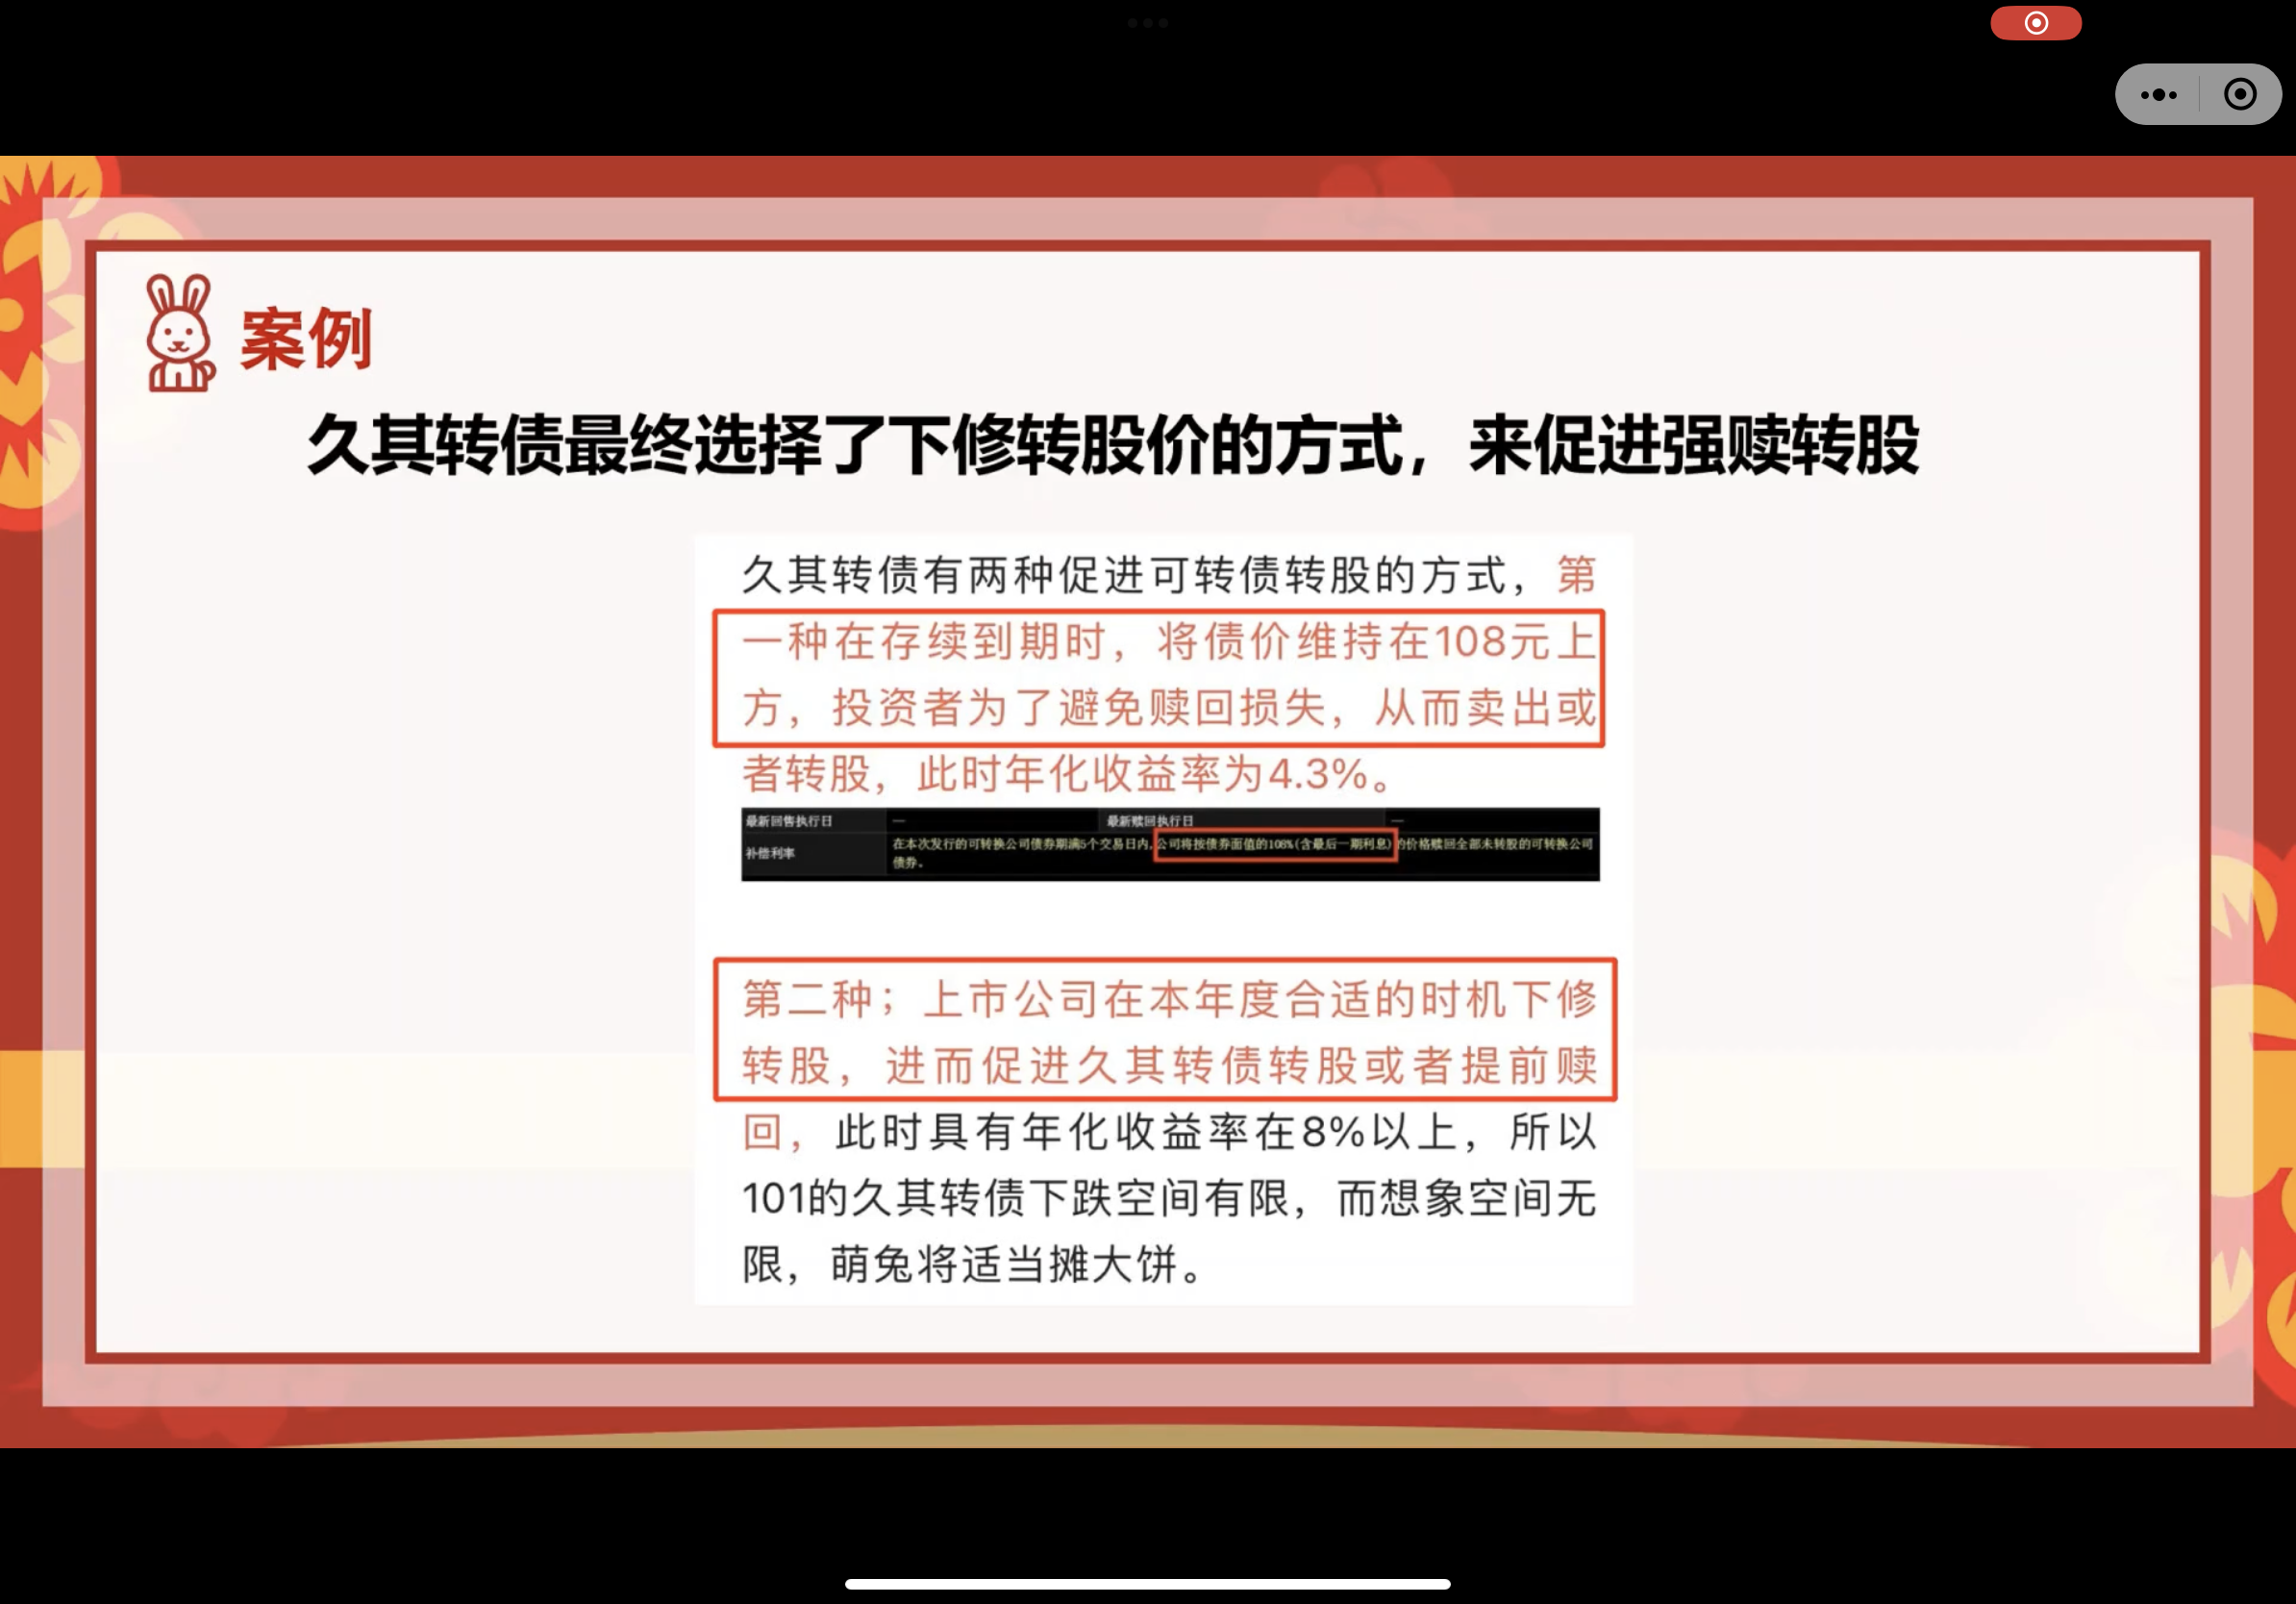 案例
久其转债最终选择了下修转股价的方式，来促进强赎转股
久其转债有两种促进可转债转股的方式，第
一种在存续到期时，将债价维持在108元上
方，投资者为了避免赎回损失，从而卖出或
者转股，此时年化收益率为4.3%。
最新回售执行日 — 最新赎回执行日 —
补偿利率 在本次发行的可转换公司债券期满5个交易日内,公司将按债券面值的108%(含最后一期利息)的价格赎回全部未转股的可转换公司
债券。
第二种；上市公司在本年度合适的时机下修
转股，进而促进久其转债转股或者提前赎
回，此时具有年化收益率在8%以上，所以
101的久其转债下跌空间有限，而想象空间无
限，萌兔将适当摊大饼。